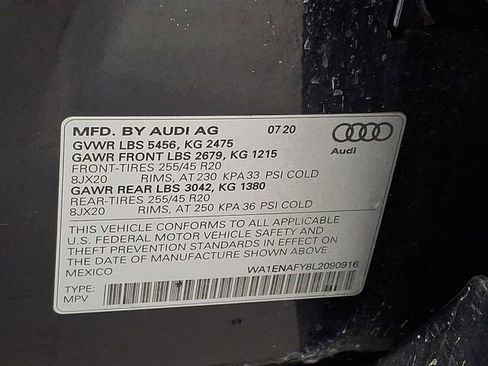 MFD. BY AUDI AG 07 20
GVWR LBS 5456, KG 2475
GAWR FRONT LBS 2679, KG 1215
FRONT-TIRES 255/45 R20
8JX20 RIMS, AT 230 KPA 33 PSI COLD
GAWR REAR LBS 3042, KG 1380
REAR-TIRES 255/45 R20
8JX20 RIMS, AT 250 KPA 36 PSI COLD
Audi
THIS VEHICLE CONFORMS TO ALL APPLICABLE
U.S. FEDERAL MOTOR VEHICLE SAFETY AND
THEFT PREVENTION STANDARDS IN EFFECT ON
THE DATE OF MANUFACTURE SHOWN ABOVE.
MEXICO WA1ENAFY8L2090916
TYPE:
MPV